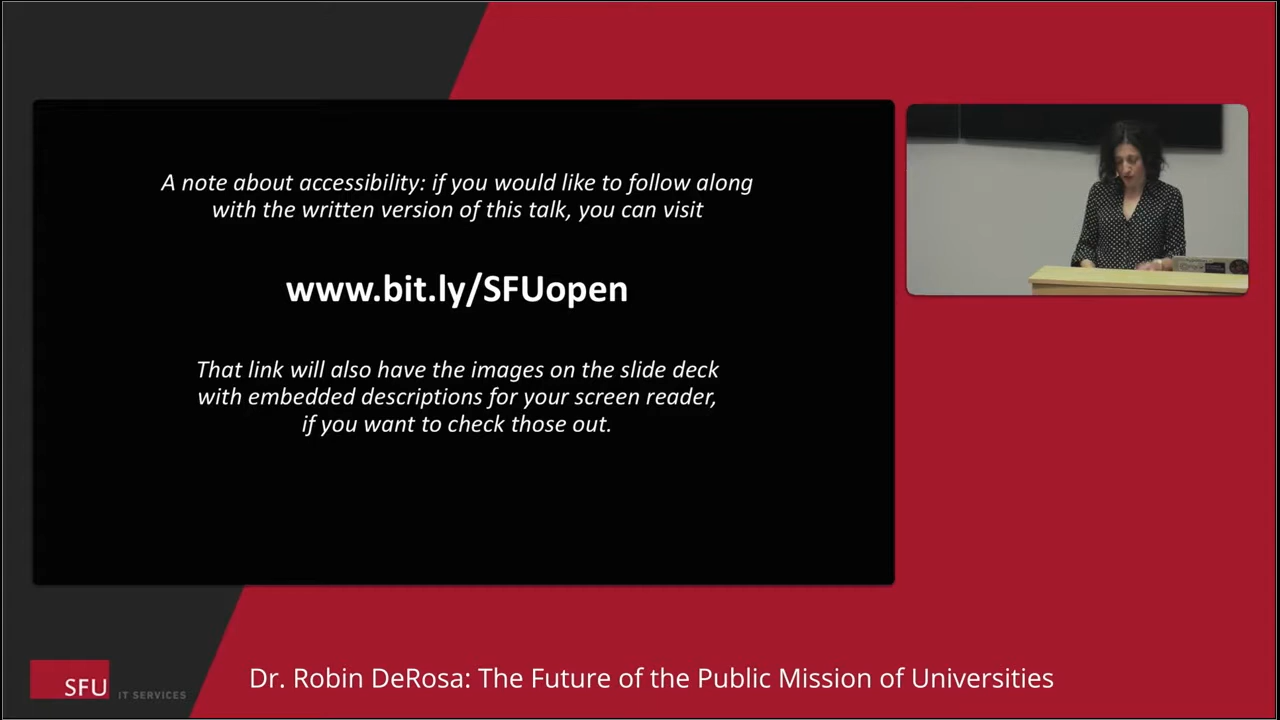 A note about accessibility: if you would like to follow along
with the written version of this talk, you can visit
www.bit.ly/SFUopen
That link will also have the images on the slide deck
with embedded descriptions for your screen reader,
if you want to check those out.
SFU IT SERVICES
Dr. Robin DeRosa: The Future of the Public Mission of Universities